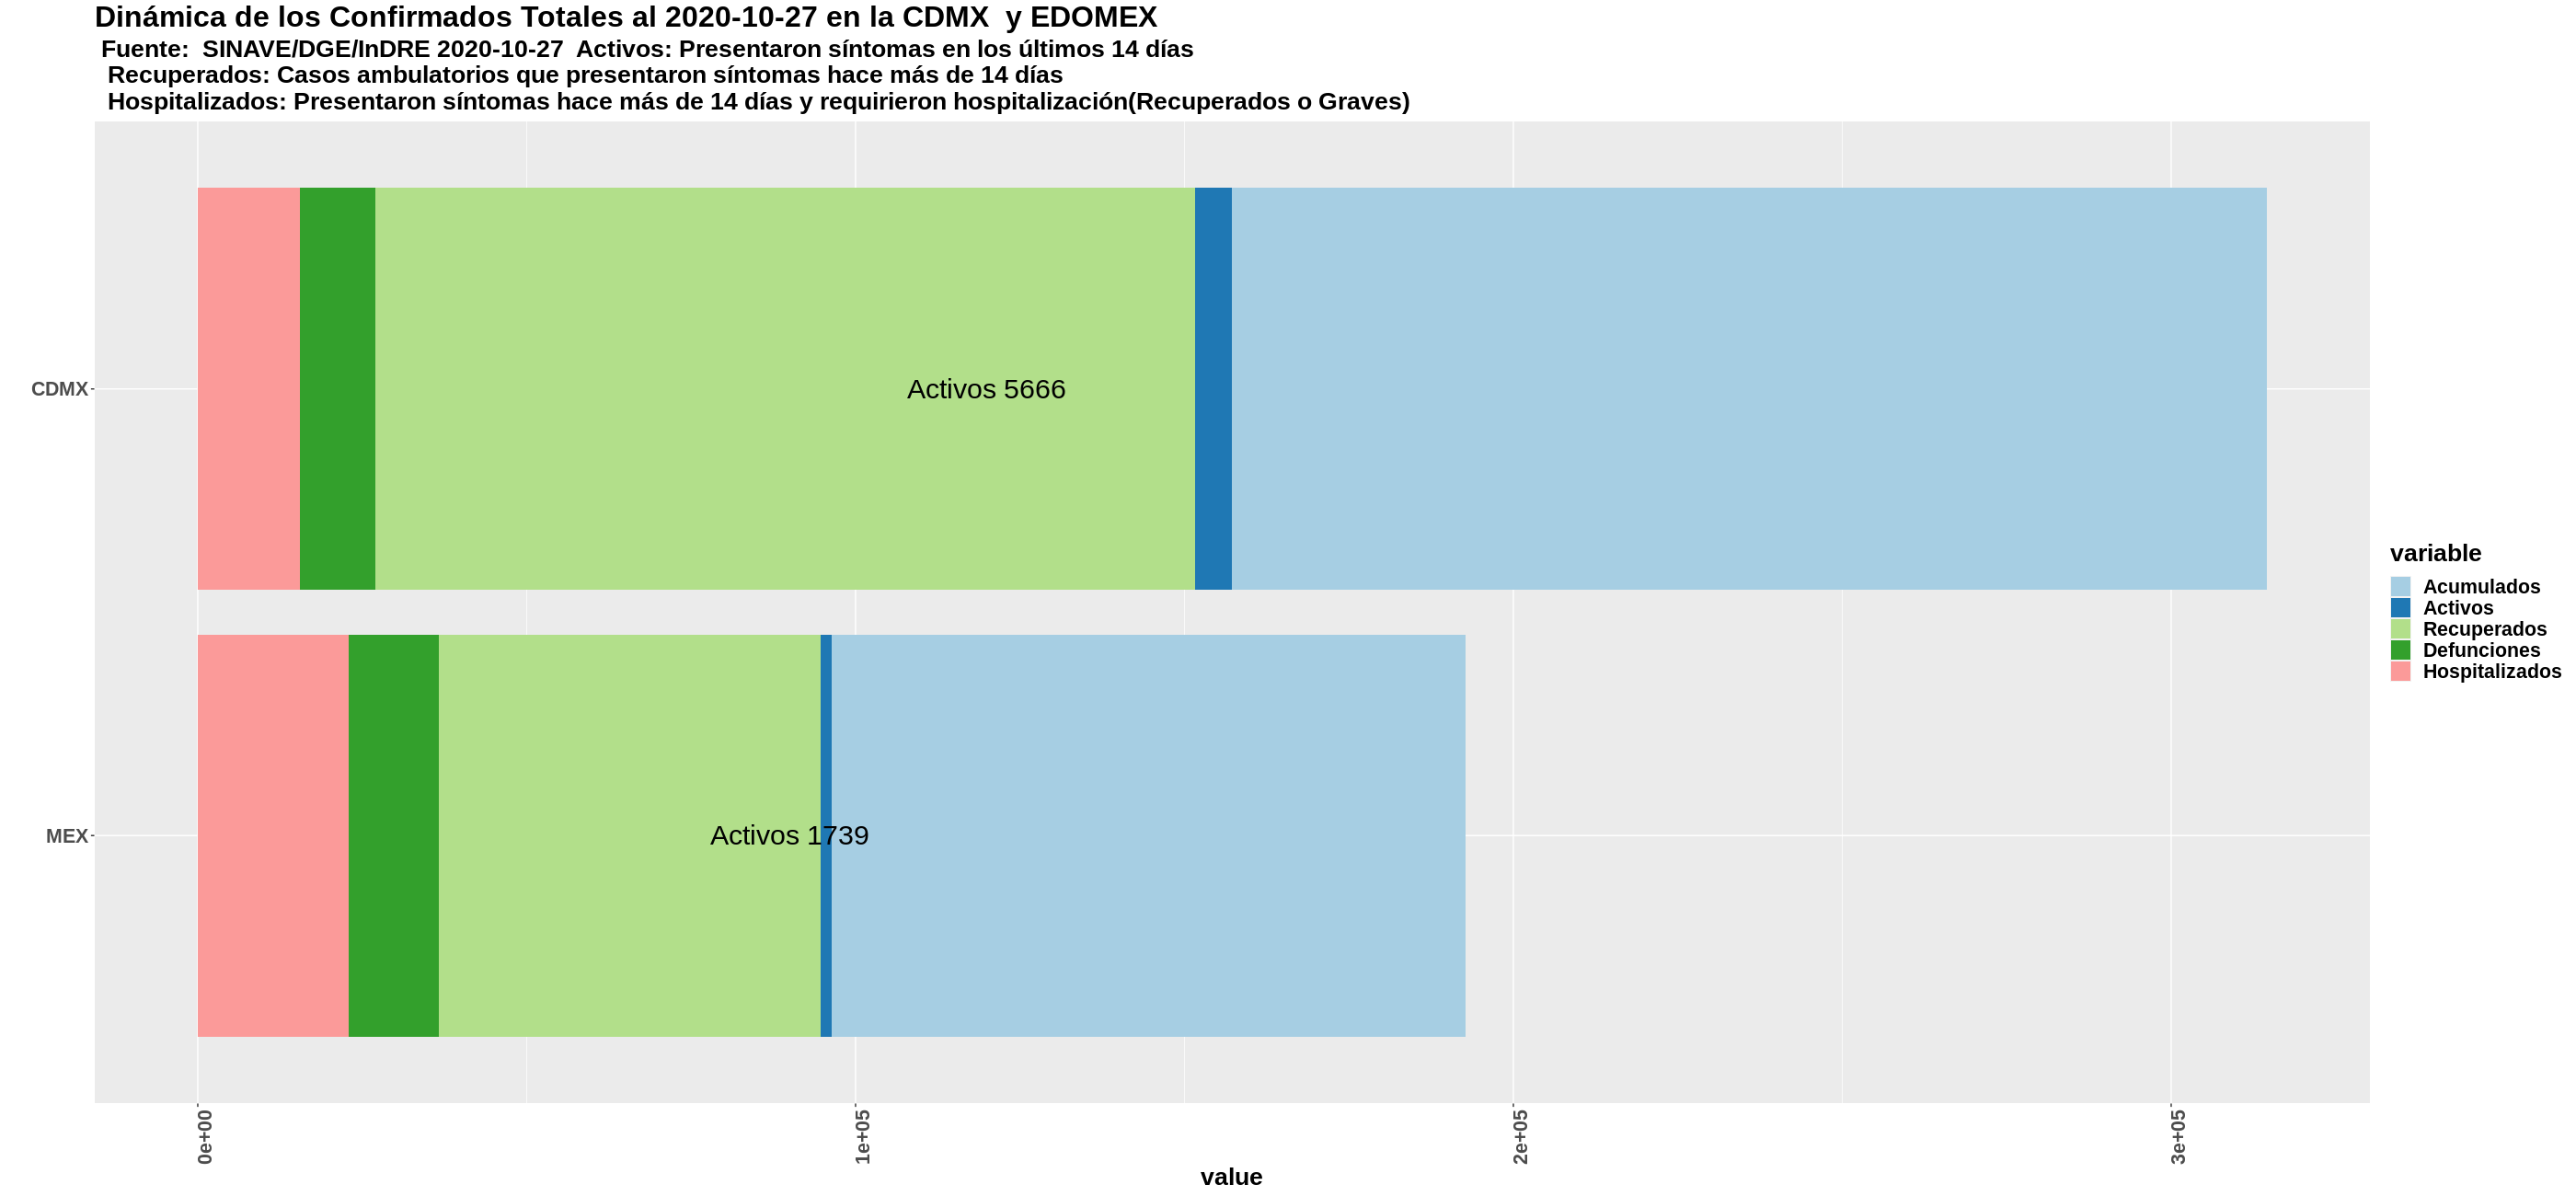 Dinámica de los Confirmados Totales al 2020-10-27 en la CDMX  y EDOMEX
Fuente:  SINAVE/DGE/InDRE 2020-10-27  Activos: Presentaron síntomas en los últimos 14 días
Recuperados: Casos ambulatorios que presentaron síntomas hace más de 14 días
Hospitalizados: Presentaron síntomas hace más de 14 días y requirieron hospitalización(Recuperados o Graves)
CDMX
Activos 5666
MEX
Activos 1739
0e+00
1e+05
2e+05
3e+05
value
variable
Acumulados
Activos
Recuperados
Defunciones
Hospitalizados